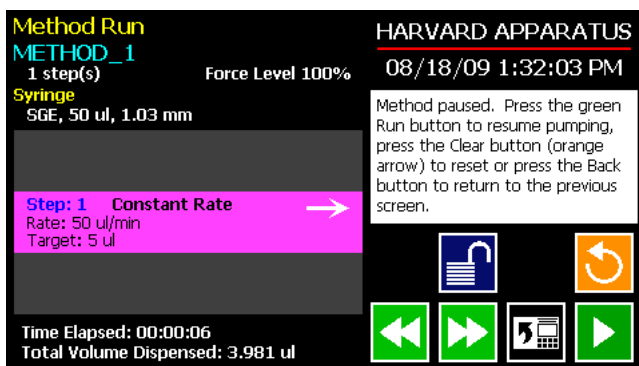 Method Run
METHOD_1
1 step(s) Force Level 100%
Syringe
SGE, 50 ul, 1.03 mm
Step: 1 Constant Rate
Rate: 50 ul/min
Target: 5 ul
Time Elapsed: 00:00:06
Total Volume Dispensed: 3.981 ul
HARVARD APPARATUS
08/18/09 1:32:03 PM
Method paused. Press the green
Run button to resume pumping,
press the Clear button (orange
arrow) to reset or press the Back
button to return to the previous
screen.